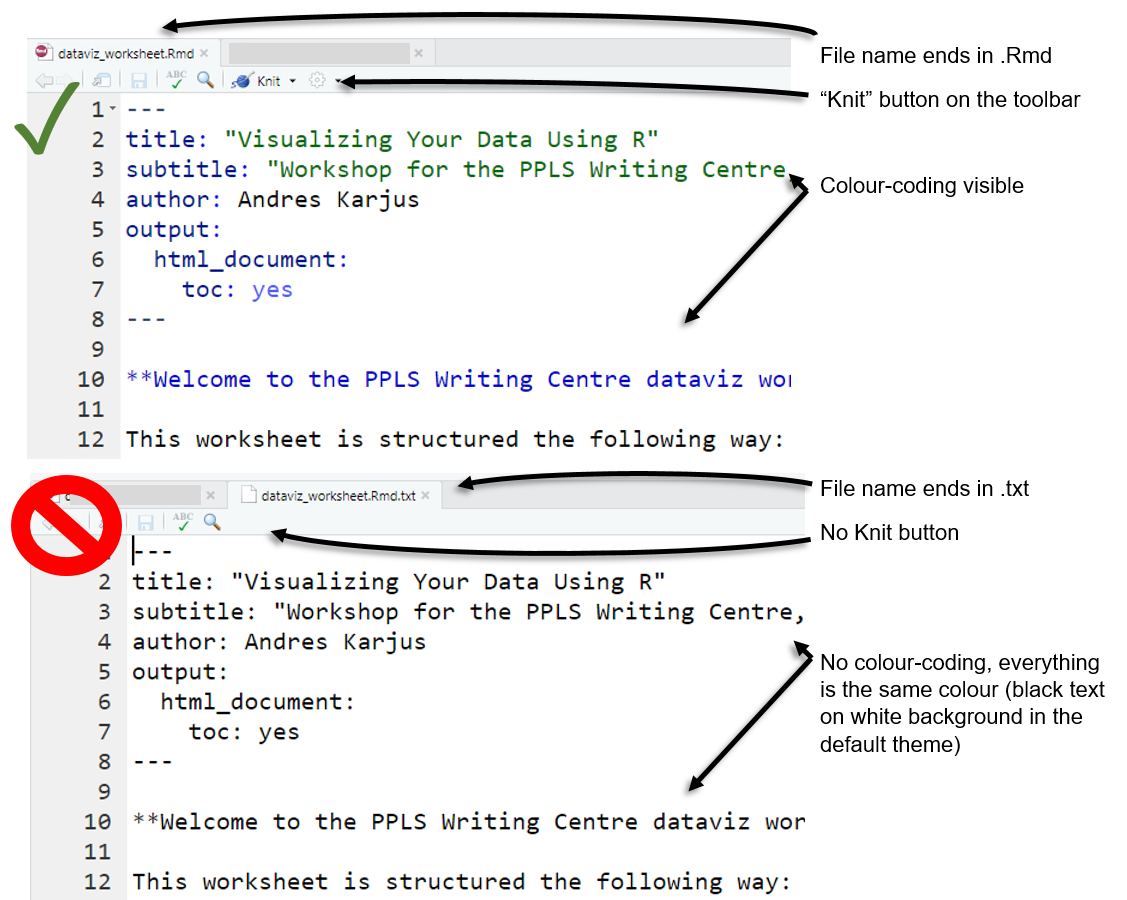 dataviz_worksheet.Rmd
ABC
Knit
File name ends in .Rmd
“Knit” button on the toolbar
Colour-coding visible
1 ---
2 title: "Visualizing Your Data Using R"
3 subtitle: "Workshop for the PPLS Writing Centre,
4 author: Andres Karjus
5 output:
6 html_document:
7 toc: yes
8 ---
9
10 **Welcome to the PPLS Writing Centre dataviz wor
11
12 This worksheet is structured the following way:
c
dataviz_worksheet.Rmd.txt
ABC
File name ends in .txt
No Knit button
---
2 title: "Visualizing Your Data Using R"
3 subtitle: "Workshop for the PPLS Writing Centre,
4 author: Andres Karjus
5 output:
6 html_document:
7 toc: yes
8 ---
9
10 **Welcome to the PPLS Writing Centre dataviz wor
11
12 This worksheet is structured the following way:
No colour-coding, everything
is the same colour (black text
on white background in the
default theme)